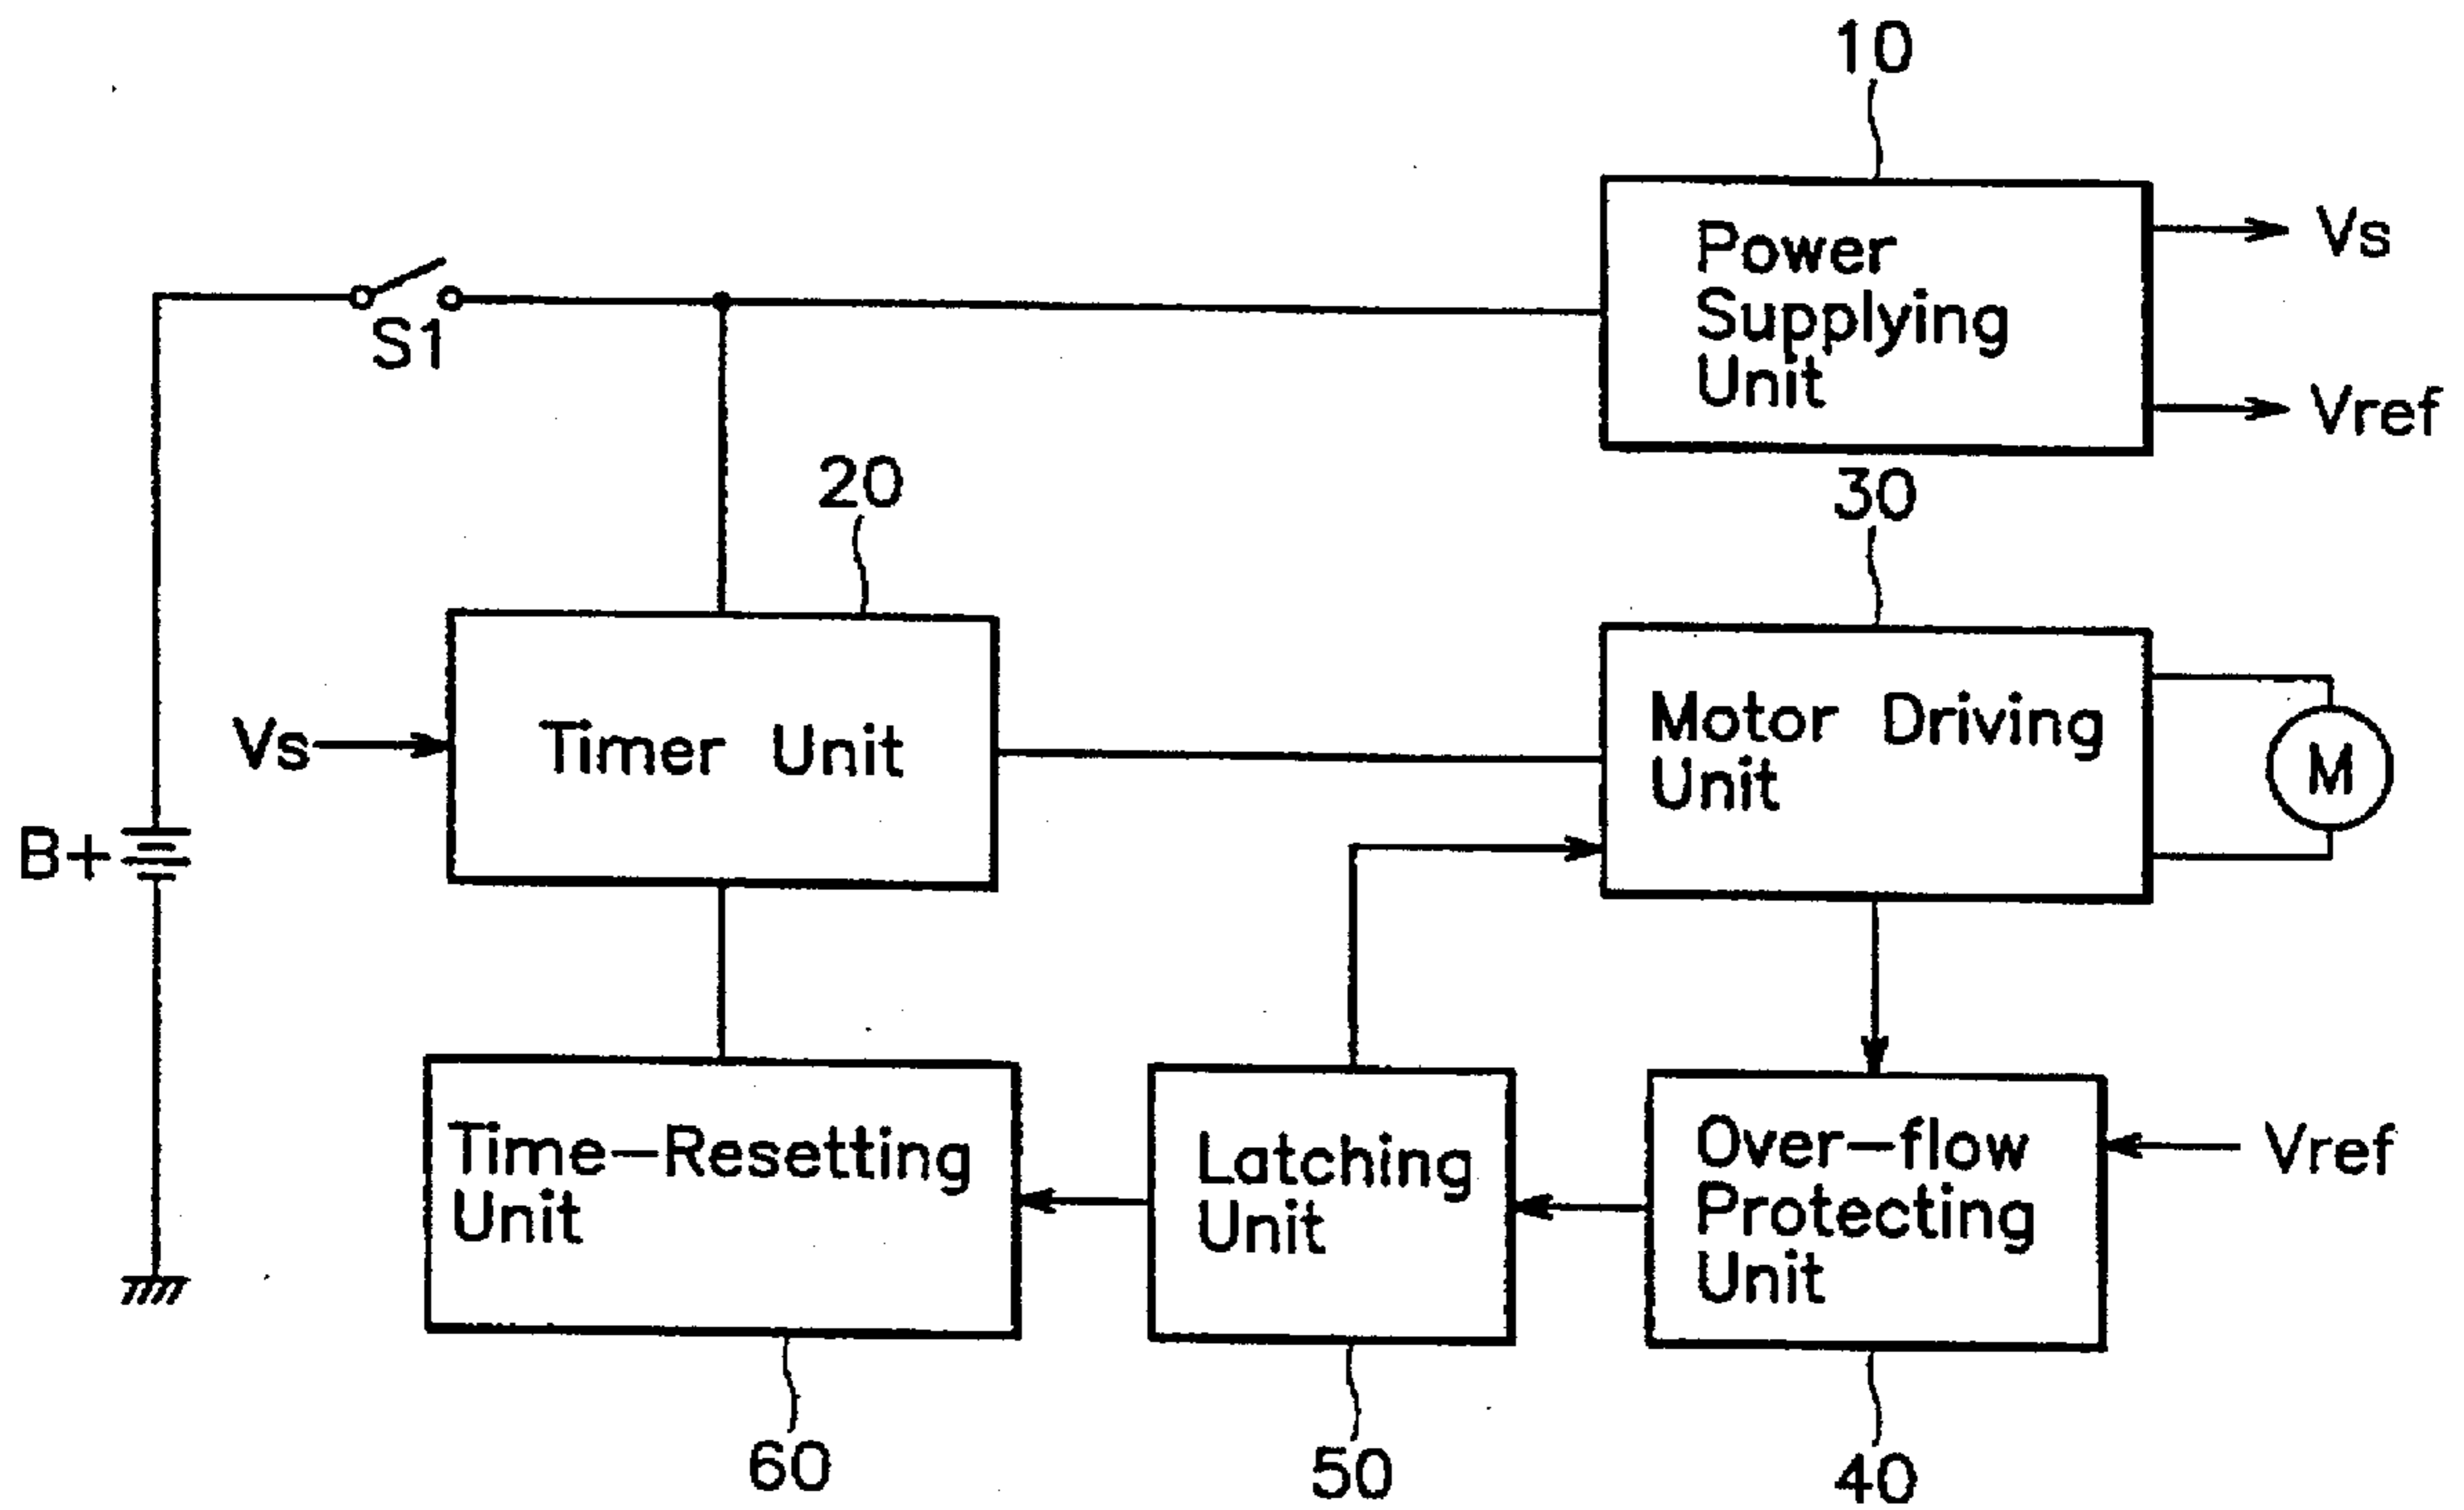 10
Power
Supplying
Unit
Vs
Vref
S1
20
30
Vs
Timer Unit
Motor Driving
Unit
M
B+
Time-Resetting
Unit
Latching
Unit
Over-flow
Protecting
Unit
Vref
60
50
40